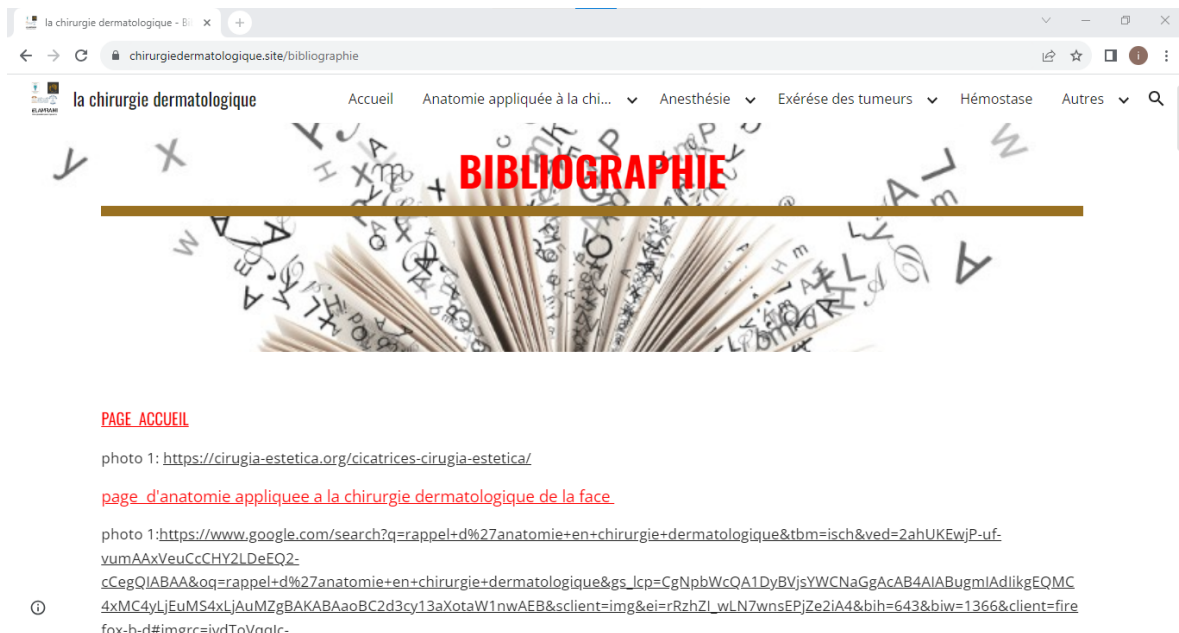 la chirurgie dermatologique - Bi
chirurgiedermatologique.site/bibliographie
i
la chirurgie dermatologique
Accueil
Anatomie appliquée à la chi...
Anesthésie
Exérése des tumeurs
Hémostase
Autres
BIBLIOGRAPHIE
PAGE ACCUEIL
photo 1: https://cirugia-estetica.org/cicatrices-cirugia-estetica/
page d'anatomie appliquee a la chirurgie dermatologique de la face
photo 1:https://www.google.com/search?q=rappel+d%27anatomie+en+chirurgie+dermatologique&tbm=isch&ved=2ahUKEwjP-uf-
vumAAxVeuCcCHY2LDeEQ2-
cCegQIABAA&oq=rappel+d%27anatomie+en+chirurgie+dermatologique&gs_lcp=CgNpbWcQA1DyBVjsYWCNaGgAcAB4AIABugmIAdIikgEQMC
4xMC4yLjEuMS4xLjAuMZgBAKABAaoBC2d3cy13aXotaW1nwAEB&sclient=img&ei=rRzhZI_wLN7wnsEPjZe2iA4&bih=643&biw=1366&client=fire
fox-b-d#imgrc=ivdToVqqIc-